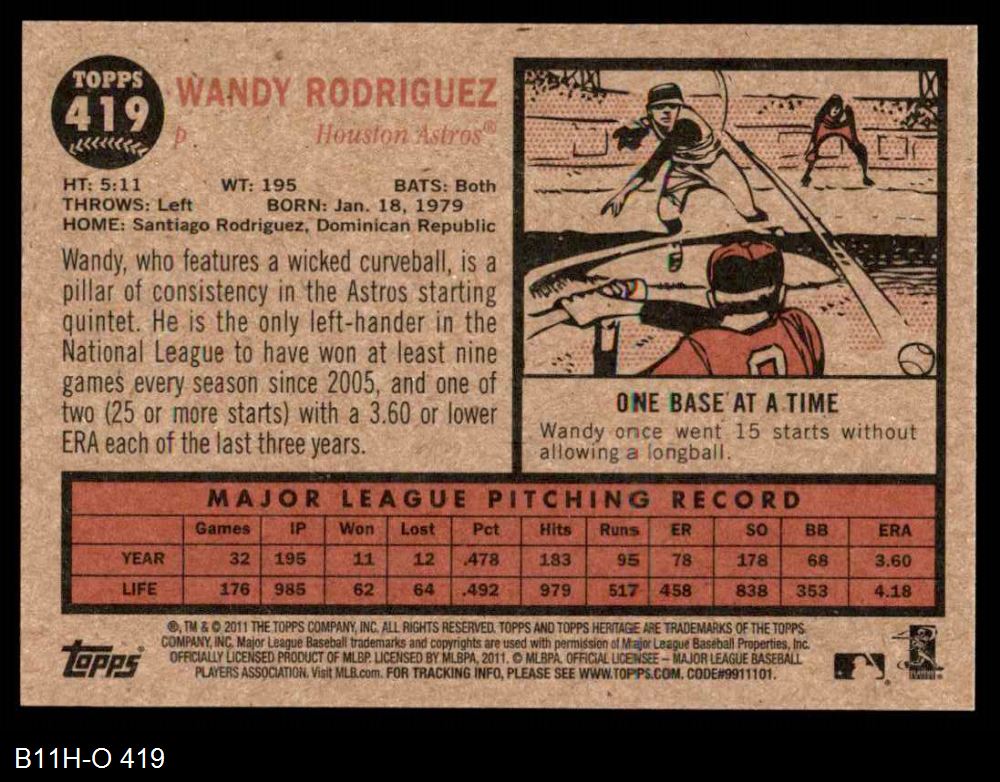 TOPPS
419
WANDY RODRIGUEZ
p Houston Astros®
HT: 5:11 WT: 195 BATS: Both
THROWS: Left BORN: Jan. 18, 1979
HOME: Santiago Rodriguez, Dominican Republic
Wandy, who features a wicked curveball, is a
pillar of consistency in the Astros starting
quintet. He is the only left-hander in the
National League to have won at least nine
games every season since 2005, and one of
two (25 or more starts) with a 3.60 or lower
ERA each of the last three years.
ONE BASE AT A TIME
Wandy once went 15 starts without
allowing a longball.
MAJOR LEAGUE PITCHING RECORD
Games IP Won Lost Pct Hits Runs ER SO BB ERA
YEAR 32 195 11 12 .478 183 95 78 178 68 3.60
LIFE 176 985 62 64 .492 979 517 458 838 353 4.18
®, TM & © 2011 THE TOPPS COMPANY, INC. ALL RIGHTS RESERVED. TOPPS AND TOPPS HERITAGE ARE TRADEMARKS OF THE TOPPS
COMPANY, INC. Major League Baseball trademarks and copyrights are used with permission of Major League Baseball Properties, Inc.
OFFICIALLY LICENSED PRODUCT OF MLBP. LICENSED BY MLBPA, 2011. © MLBPA. OFFICIAL LICENSEE – MAJOR LEAGUE BASEBALL
PLAYERS ASSOCIATION. Visit MLB.com. FOR TRACKING INFO, PLEASE SEE WWW.TOPPS.COM. CODE#9911101.
Topps
B11H-O 419